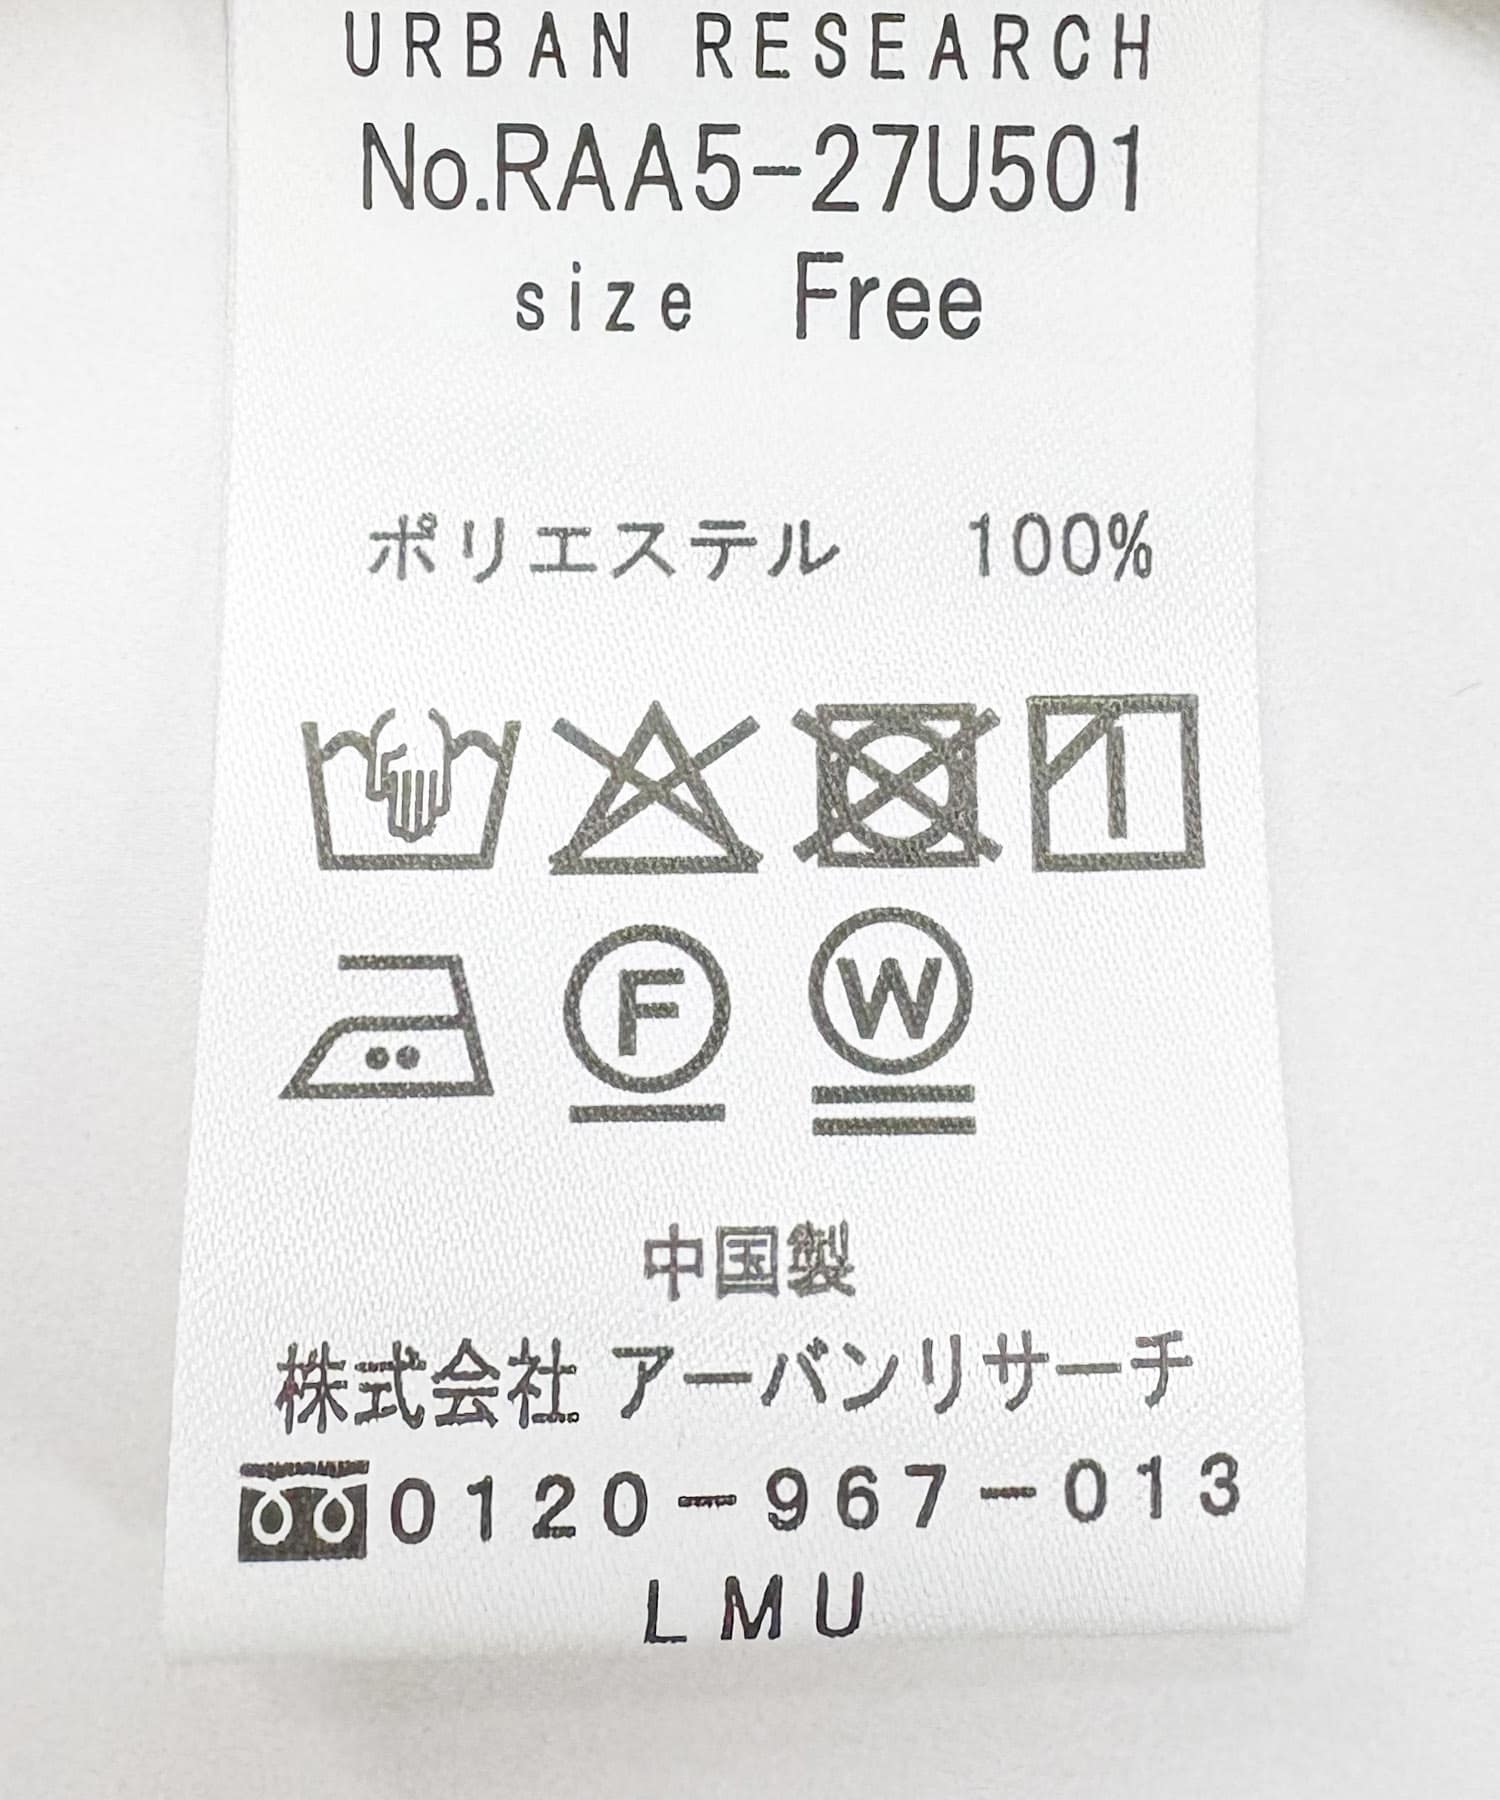 URBAN RESEARCH
No.RAA5-27U501
size Free
ポリエステル 100%
F W
中国製
株式会社 アーバンリサーチ
0120-967-013
LMU